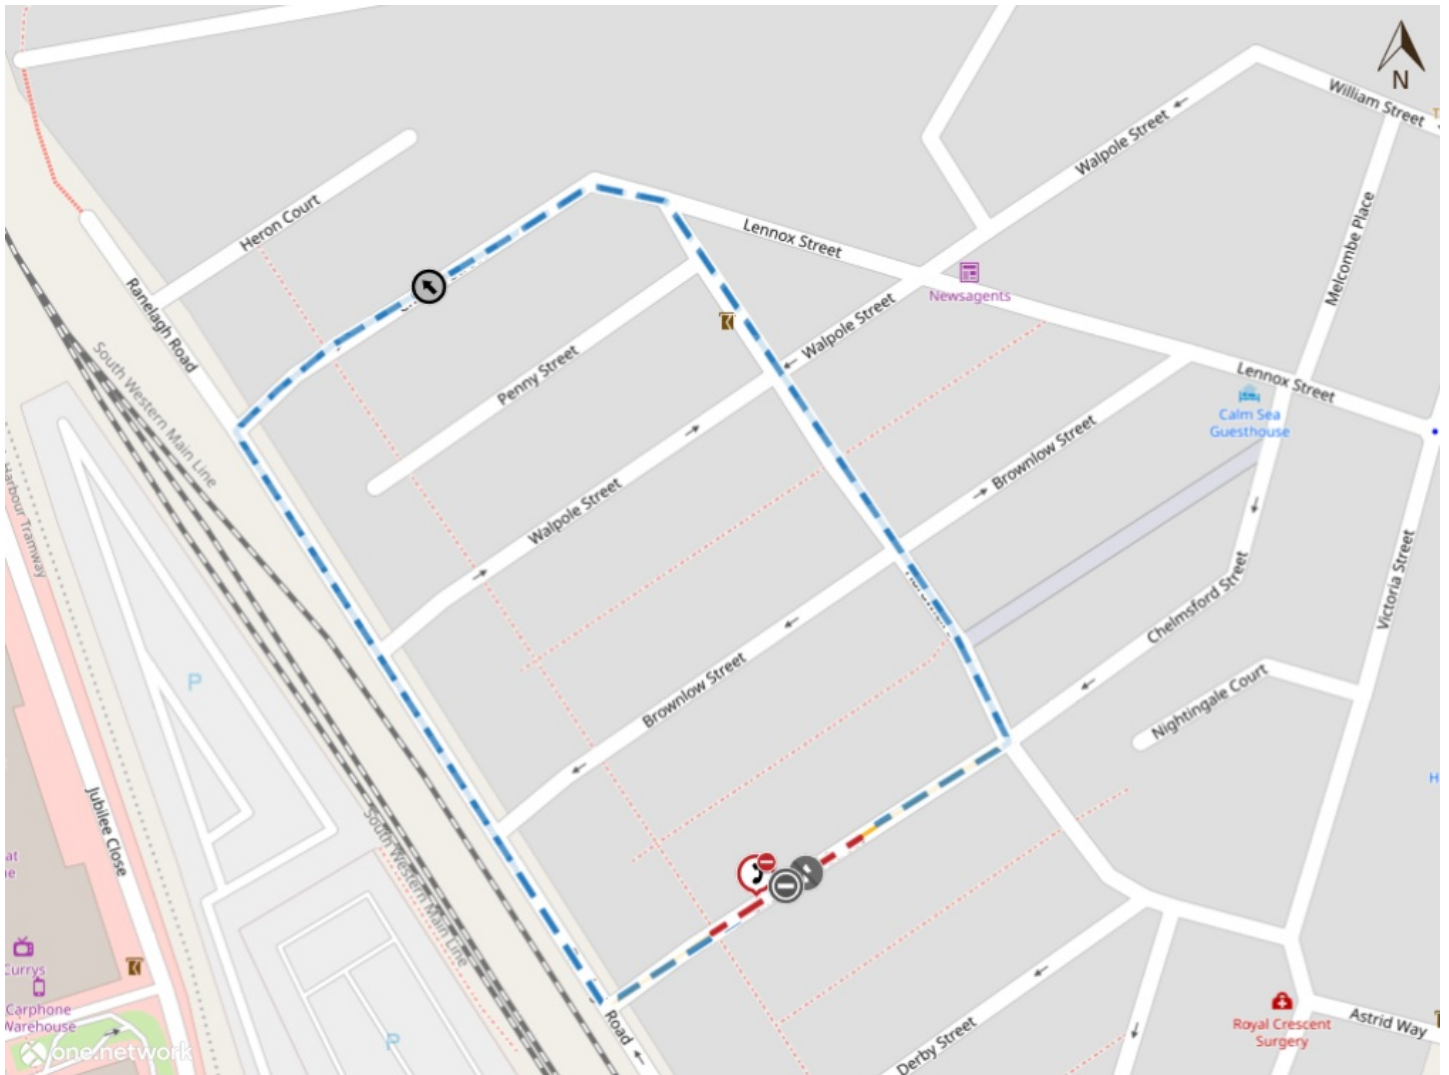 N
William Street
Walpole Street
Heron Court
Lennox Street
Melcombe Place
Newsagents
Ranelagh Road
Walpole Street
South Western Main Line
Penny Street
Lennox Street
Calm Sea
Guesthouse
Brownlow Street
Walpole Street
Harbour Tramway
Victoria Street
Chelmsford Street
P
Brownlow Street
Nightingale Court
Jubilee Close
South Western Main Line
Currys
Carphone
Warehouse
P
Road
Derby Street
Royal Crescent
Surgery
Astrid Way
one.network